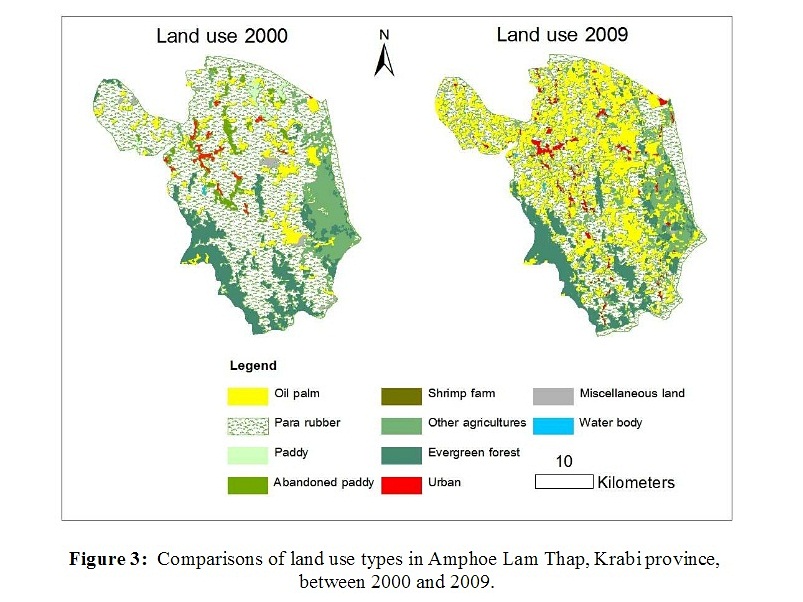 Land use 2000
N
Land use 2009
Legend
Oil palm
Shrimp farm
Miscellaneous land
Para rubber
Other agricultures
Water body
Paddy
Evergreen forest
10
Abandoned paddy
Urban
Kilometers
Figure 3: Comparisons of land use types in Amphoe Lam Thap, Krabi province,
between 2000 and 2009.